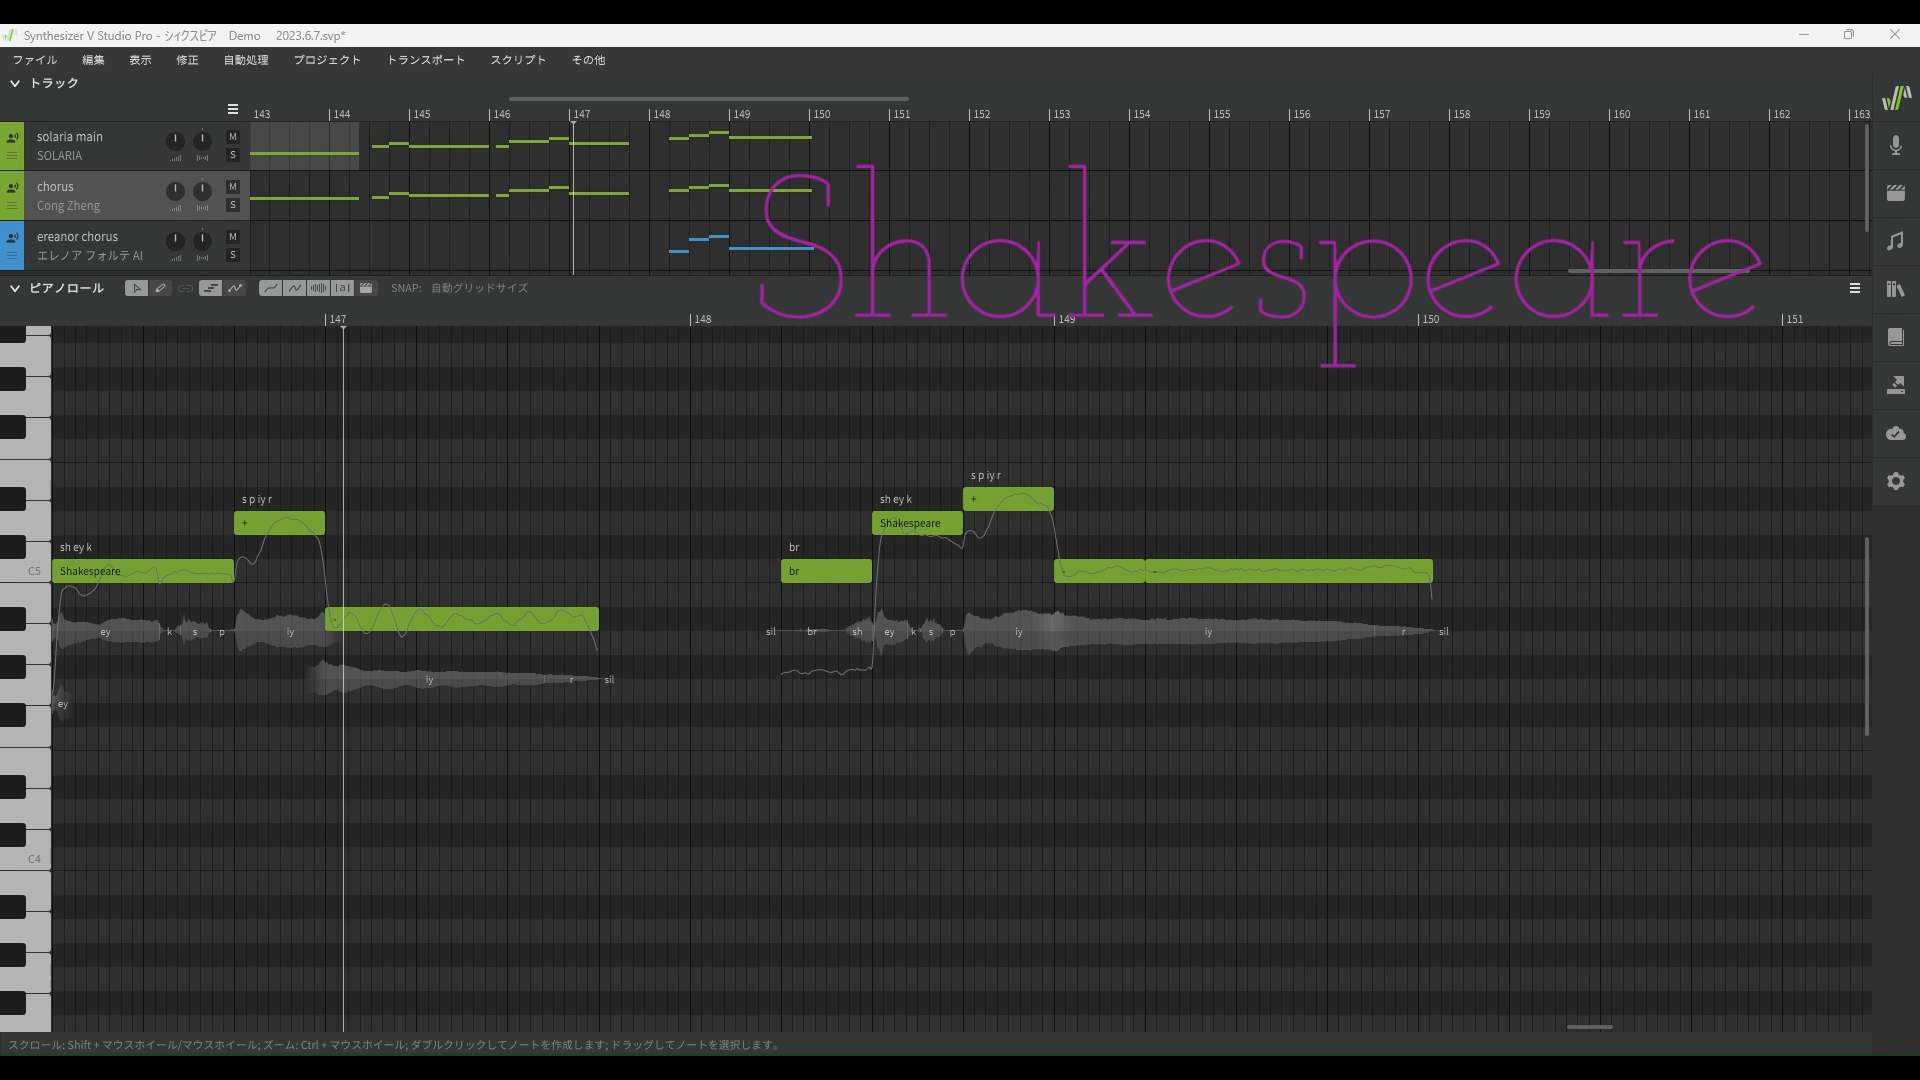 Synthesizer V Studio Pro - シィクスピア Demo 2023.6.7.svp*
ファイル 編集 表示 修正 自動処理 プロジェクト トランスポート スクリプト その他
トラック
143 144 145 146 147 148 149 150 151 152 153 154 155 156 157 158 159 160 161 162 163
solaria main M
SOLARIA S
chorus M
Cong Zheng S
ereanor chorus M
エレノア フォルテ AI S
Shakespeare
ピアノロール SNAP: 自動グリッドサイズ
147 148 149 150 151
s p iy r
s p iy r sh ey k
+ Shakespeare +
sh ey k br
C5 Shakespeare - br - -
ey k s p iy - sil br sh ey k s p iy iy r sil
iy r sil
ey
C4
スクロール: Shift + マウスホイール/マウスホイール; ズーム: Ctrl + マウスホイール; ダブルクリックしてノートを作成します; ドラッグしてノートを選択します。